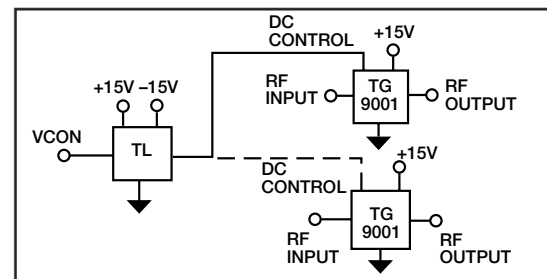 DC
CONTROL
+15V
RF
INPUT
TG
9001
RF
OUTPUT
+15V –15V
VCON
TL
DC
CONTROL
+15V
TG
9001
RF
INPUT
RF
OUTPUT